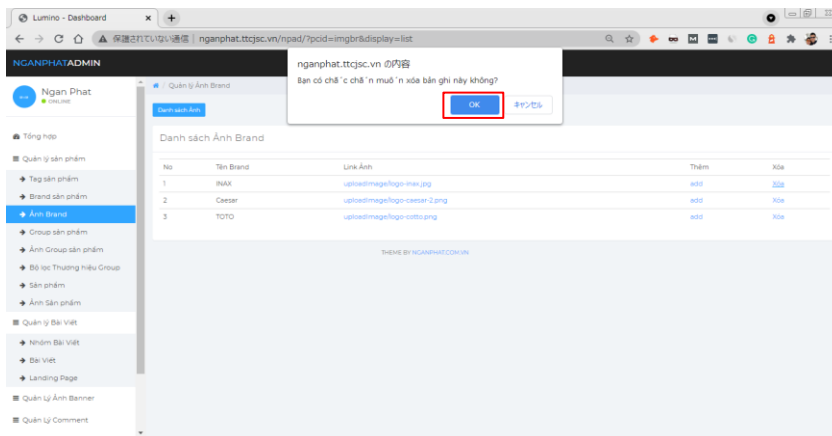 Lumino - Dashboard
保護されていない通信 | nganphat.ttcjsc.vn/npad/?pcid=imgbr&display=list
NGANPHATADMIN
nganphat.ttcjsc.vn の内容
Bạn có chắc chắn muốn xóa bản ghi này không?
OK キャンセル
Ngan Phat
ONLINE
/ Quản lý Ảnh Brand
Danh sách Ảnh
Tổng hợp
Quản lý sản phẩm
Tag sản phẩm
Brand sản phẩm
Ảnh Brand
Group sản phẩm
Ảnh Group sản phẩm
Bộ lọc Thương hiệu Group
Sản phẩm
Ảnh Sản phẩm
Quản lý Bài Viết
Nhóm Bài Viết
Bài Viết
Landing Page
Quản Lý Ảnh Banner
Quản Lý Comment
Danh sách Ảnh Brand
No Tên Brand Link Ảnh Thêm Xóa
1 INAX uploadImage/logo-inax.jpg add Xóa
2 Caesar uploadImage/logo-caesar-2.png add Xóa
3 TOTO uploadImage/logo-cotto.png add Xóa
THEME BY NGANPHAT.COM.VN